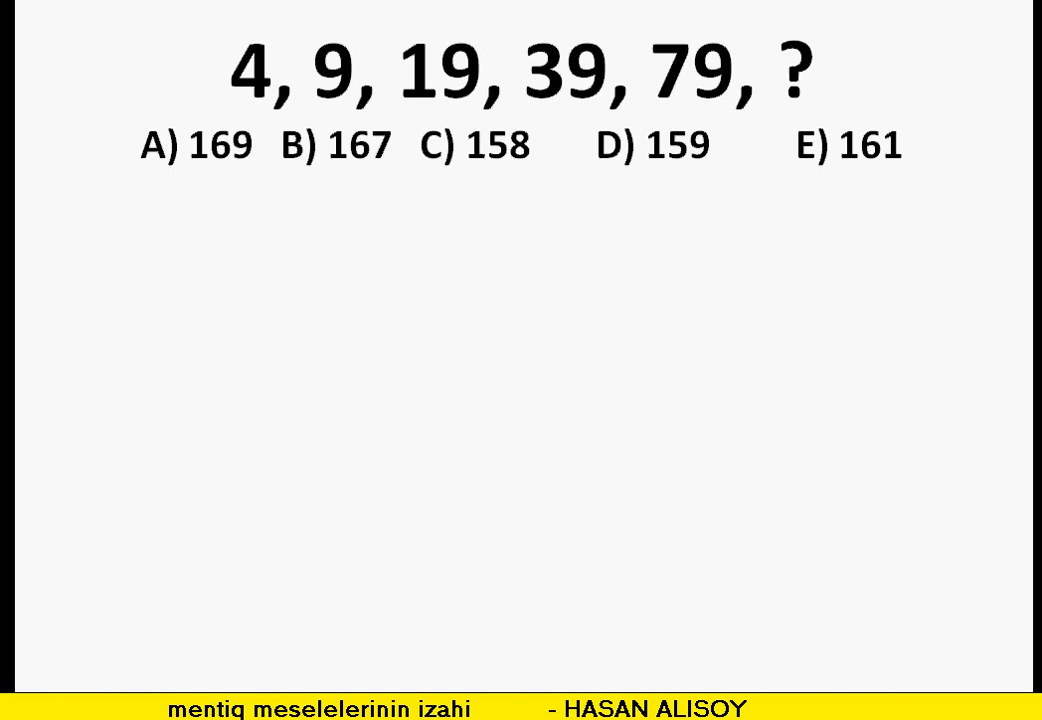 4, 9, 19, 39, 79, ?
A) 169 B) 167 C) 158 D) 159 E) 161
mentiq meselelerinin izahi - HASAN ALISOY